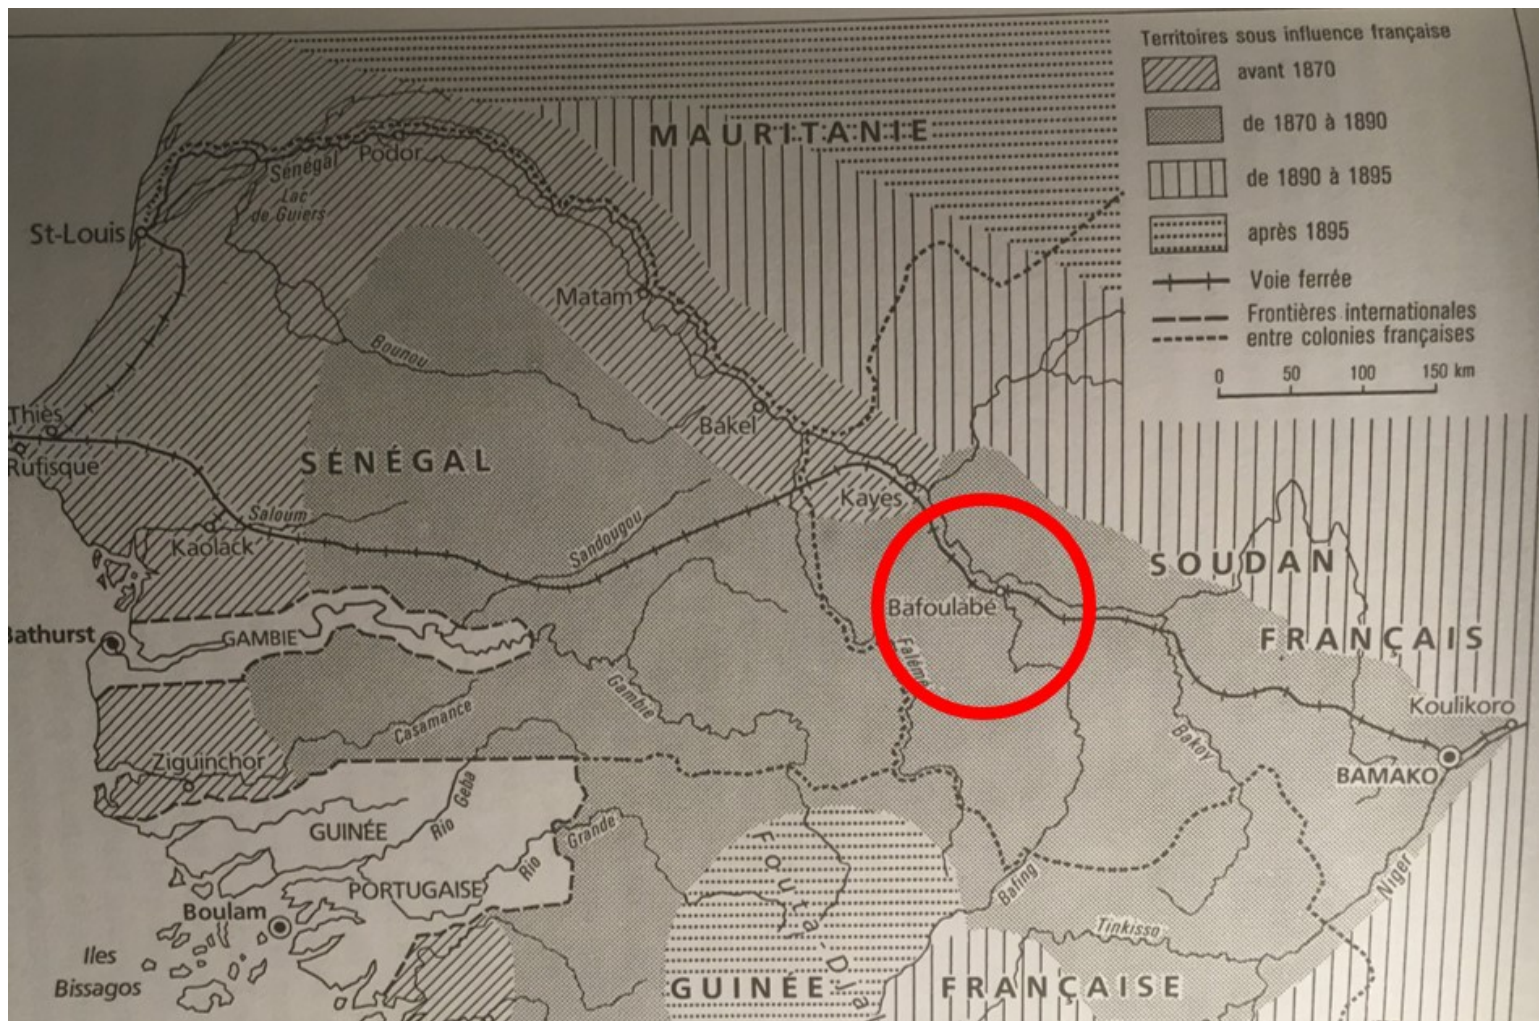 Territoires sous influence française
avant 1870
de 1870 à 1890
de 1890 à 1895
après 1895
Voie ferrée
Frontières internationales
entre colonies françaises
0 50 100 150 km
MAURITANIE
Podor
Sénégal
Lac
de Guiers
St-Louis
Matam
Bounou
Thiès
Rufisque
Bakel
SÉNÉGAL
Kayes
Saloum
Kaolack
Sandougou
SOUDAN
FRANÇAIS
Bafoulabé
Bathurst
GAMBIE
Falémé
Gambie
Casamance
Koulikoro
Bakoy
BAMAKO
Ziguinchor
Geba
Rio
GUINÉE
PORTUGAISE
Rio
Grande
Fouta-Djal
Bafing
Niger
Boulam
Tinkisso
Iles
Bissagos
GUINÉE FRANÇAISE